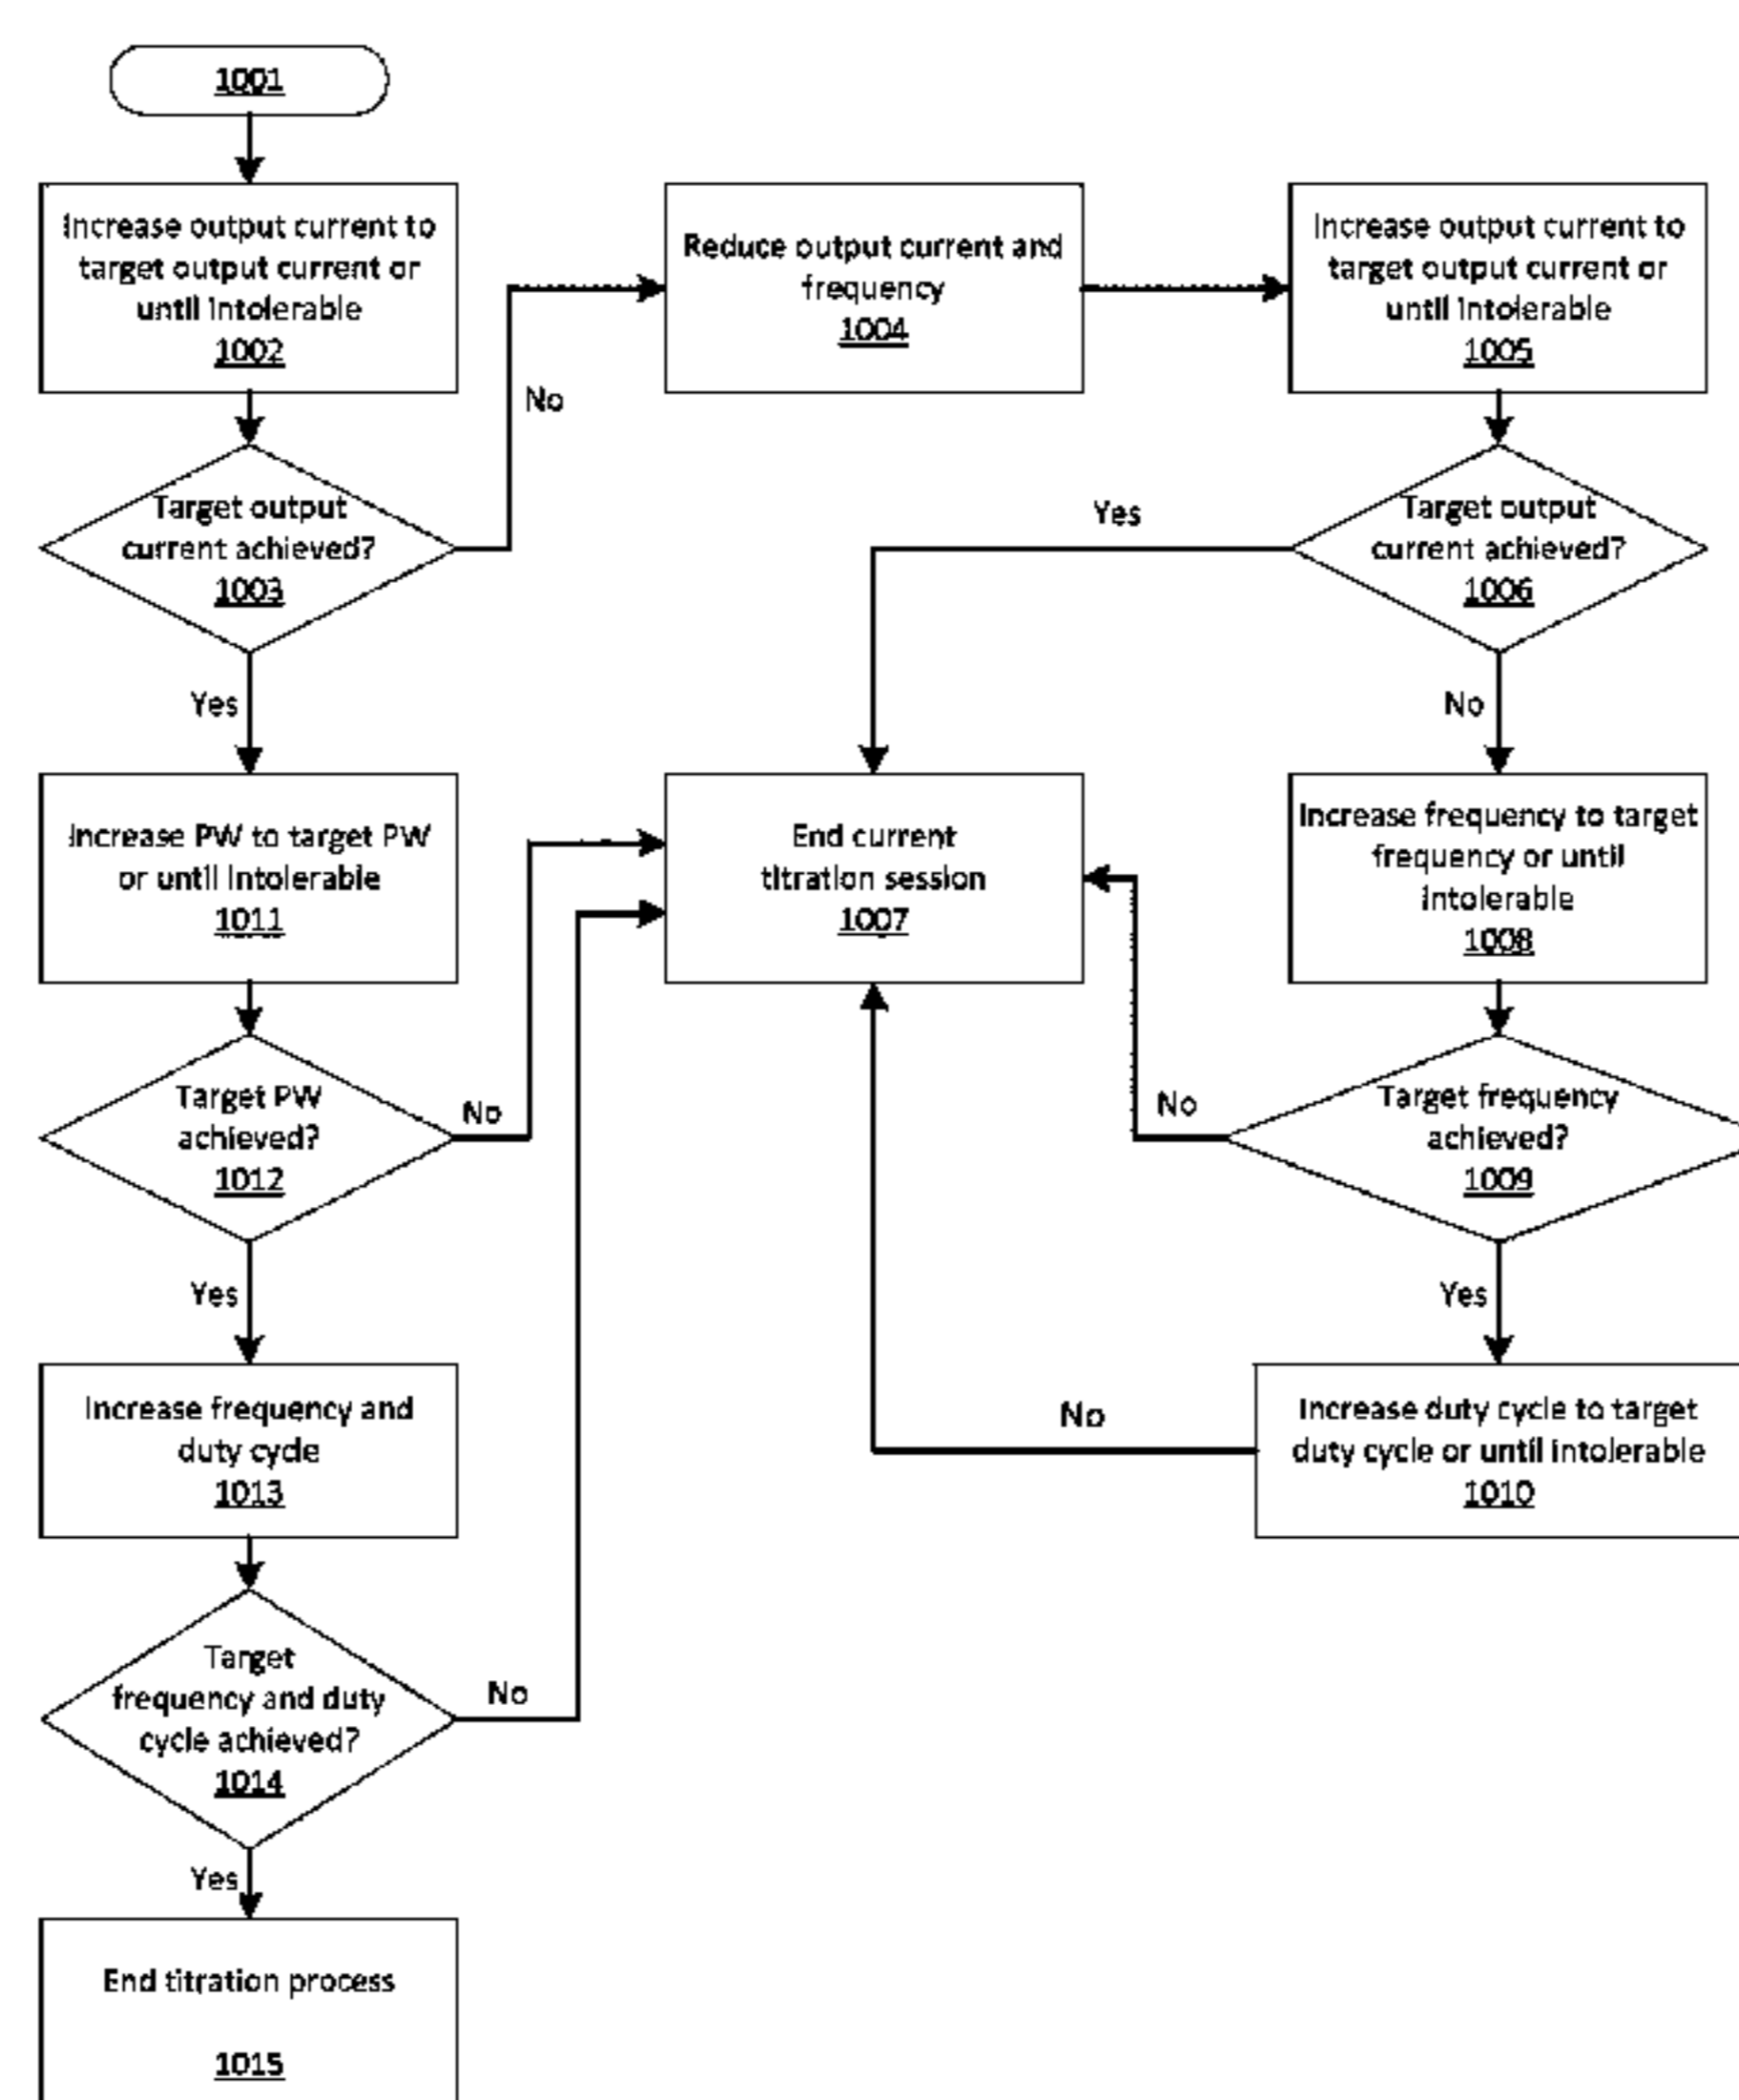 1001
Increase output current to
target output current or
until intolerable
1002
No
Target output
current achieved?
1003
Yes
Reduce output current and
frequency
1004
Increase output current to
target output current or
until intolerable
1005
Yes
Target output
current achieved?
1006
No
Increase PW to target PW
or until intolerable
1011
End current
titration session
1007
Increase frequency to target
frequency or until
intolerable
1008
Target PW
achieved?
1012
No
Yes
No
Target frequency
achieved?
1009
Yes
Increase frequency and
duty cycle
1013
No
Increase duty cycle to target
duty cycle or until intolerable
1010
Target
frequency and duty
cycle achieved?
1014
No
Yes
End titration process
1015